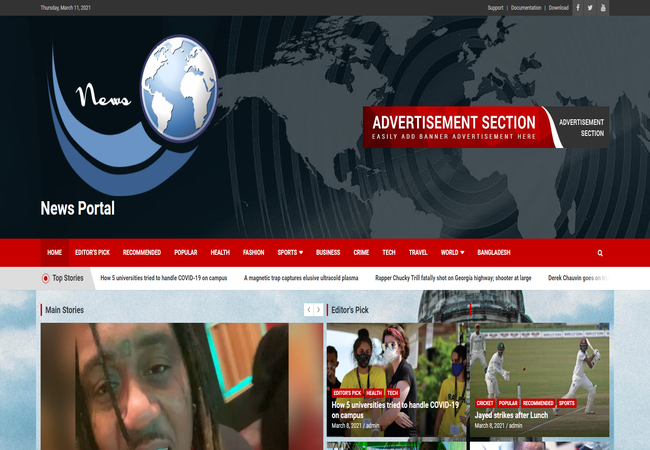 Thursday, March 11, 2021
Support | Documentation | Download
News
ADVERTISEMENT SECTION
EASILY ADD BANNER ADVERTISEMENT HERE
ADVERTISEMENT
SECTION
News Portal
HOME EDITOR'S PICK RECOMMENDED POPULAR HEALTH FASHION SPORTS BUSINESS CRIME TECH TRAVEL WORLD BANGLADESH
Top Stories
How 5 universities tried to handle COVID-19 on campus
A magnetic trap captures elusive ultracold plasma
Rapper Chucky Trill fatally shot on Georgia highway; shooter at large
Derek Chauvin goes on
Main Stories
Editor's Pick
EDITOR'S PICK HEALTH TECH
How 5 universities tried to handle COVID-19
on campus
March 8, 2021 / admin
CRICKET POPULAR RECOMMENDED SPORTS
Jayed strikes after Lunch
March 8, 2021 / admin